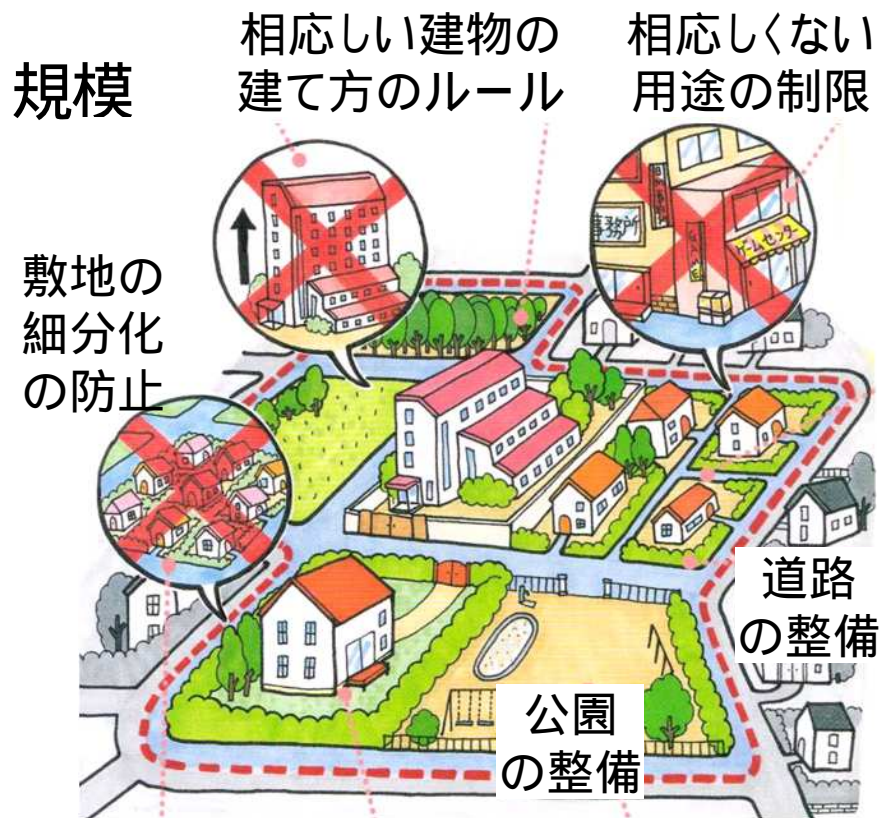 規模
相応しい建物の
建て方のルール
相応しくない
用途の制限
事務所
ゲームセンター
敷地の
細分化
の防止
道路
の整備
公園
の整備